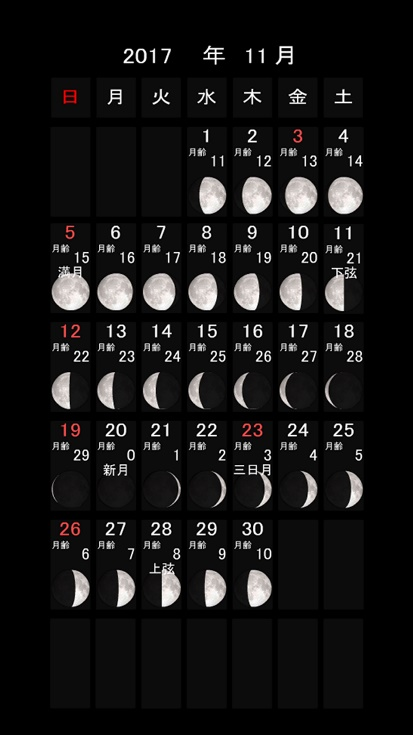 2017 年 11月
日 月 火 水 木 金 土
1 2 3 4
月齢 11 月齢 12 月齢 13 月齢 14
5 6 7 8 9 10 11
月齢 15 月齢 16 月齢 17 月齢 18 月齢 19 月齢 20 月齢 21
満月 下弦
12 13 14 15 16 17 18
月齢 22 月齢 23 月齢 24 月齢 25 月齢 26 月齢 27 月齢 28
19 20 21 22 23 24 25
月齢 29 月齢 0 月齢 1 月齢 2 月齢 3 月齢 4 月齢 5
新月 三日月
26 27 28 29 30
月齢 6 月齢 7 月齢 8 月齢 9 月齢 10
上弦